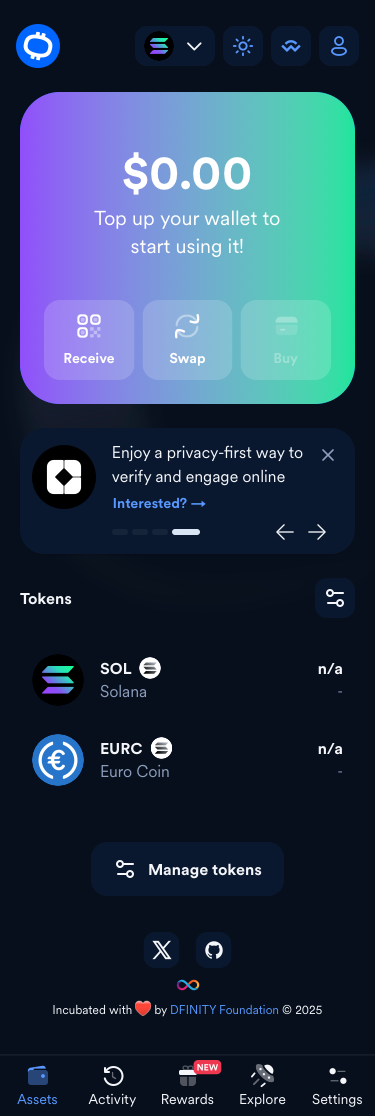 $0.00
Top up your wallet to
start using it!
Receive Swap Buy
Enjoy a privacy-first way to
verify and engage online
Interested? →
Tokens
SOL n/a
Solana -
EURC n/a
Euro Coin -
Manage tokens
Incubated with ❤️ by DFINITY Foundation © 2025
NEW
Assets Activity Rewards Explore Settings